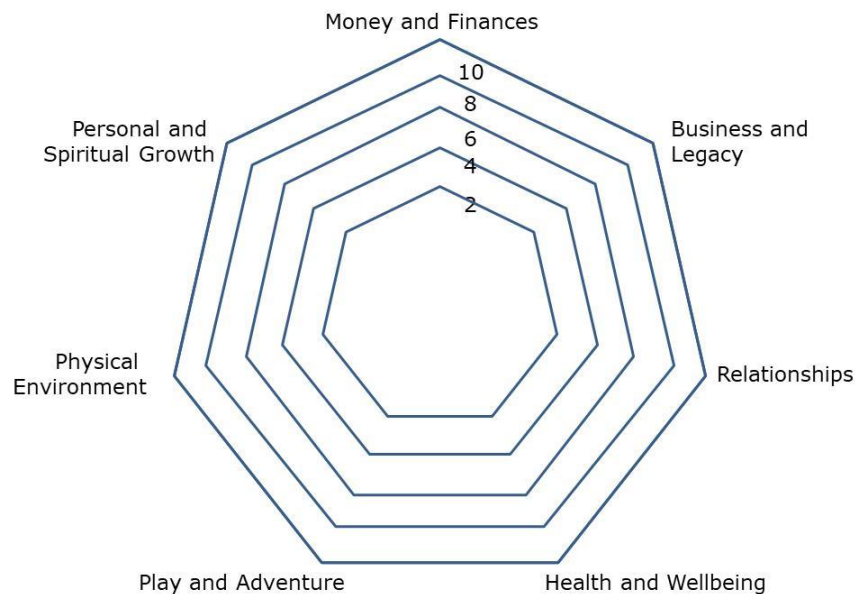 Money and Finances
10
8
6
4
2
Personal and
Spiritual Growth
Business and
Legacy
Physical
Environment
Relationships
Play and Adventure
Health and Wellbeing